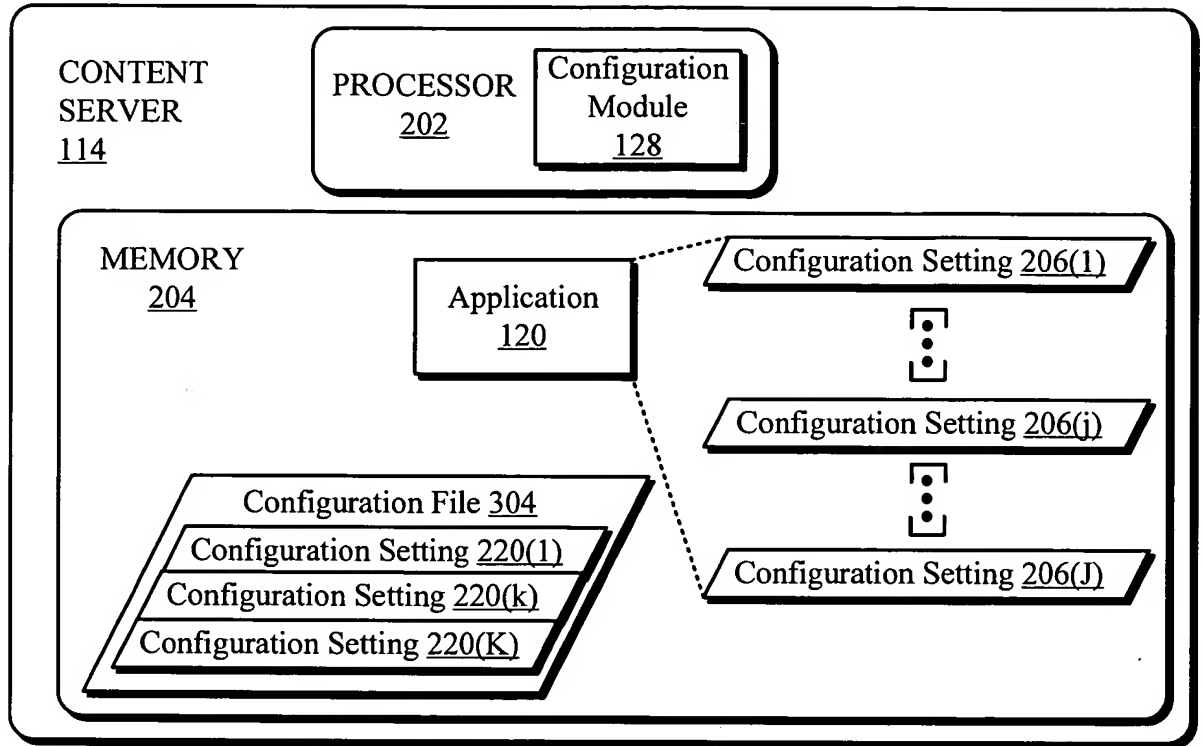 CONTENT
SERVER
114
PROCESSOR
202
Configuration
Module
128
MEMORY
204
Application
120
Configuration Setting 206(1)
Configuration Setting 206(j)
Configuration Setting 206(J)
Configuration File 304
Configuration Setting 220(1)
Configuration Setting 220(k)
Configuration Setting 220(K)